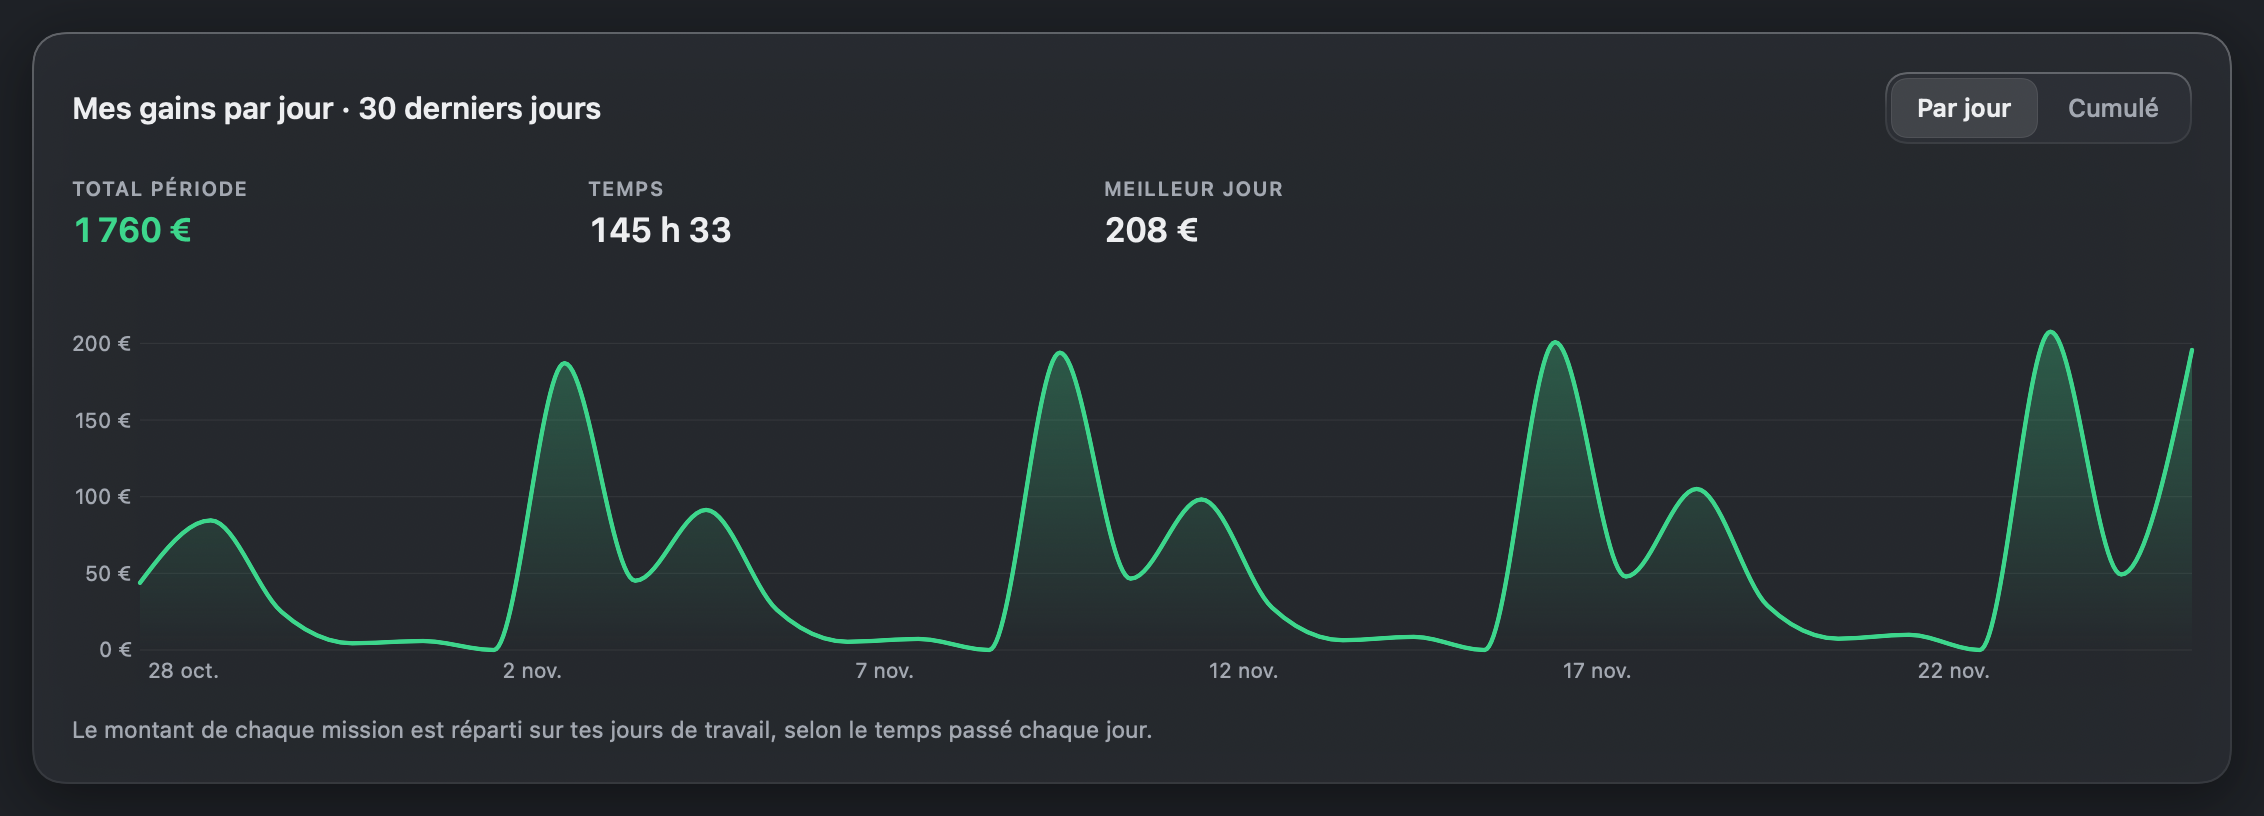 Mes gains par jour · 30 derniers jours
Par jour
Cumulé
TOTAL PÉRIODE
TEMPS
MEILLEUR JOUR
1 760 €
145 h 33
208 €
200 €
150 €
100 €
50 €
0 €
28 oct.
2 nov.
7 nov.
12 nov.
17 nov.
22 nov.
Le montant de chaque mission est réparti sur tes jours de travail, selon le temps passé chaque jour.